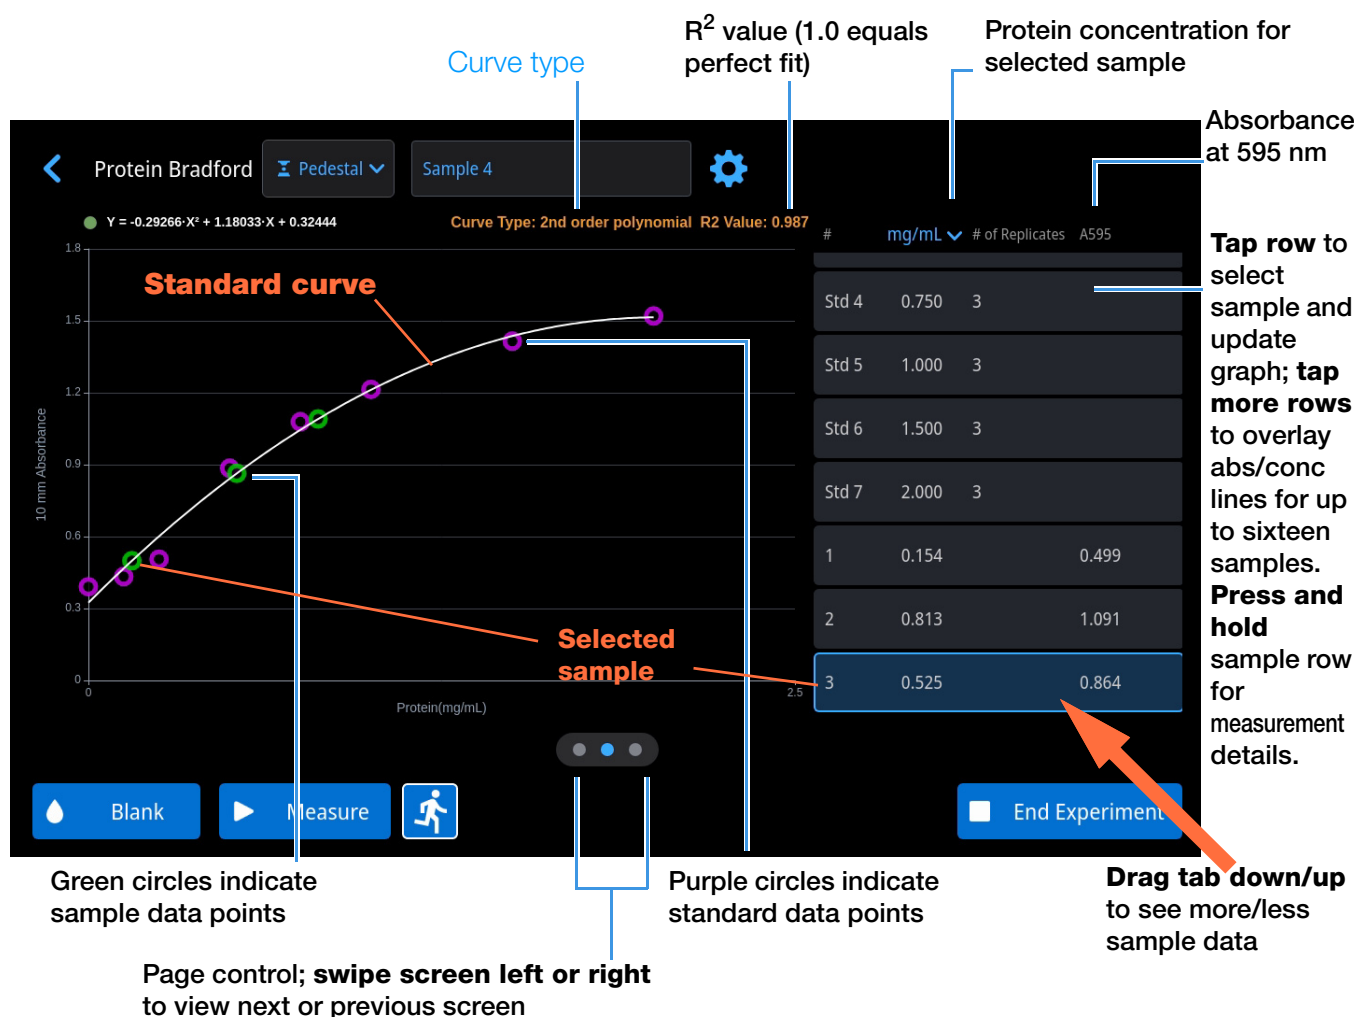 R² value (1.0 equals
perfect fit)
Protein concentration for
selected sample
Curve type
Absorbance
at 595 nm
Protein Bradford
Pedestal
Sample 4
Y = -0.29266·X² + 1.18033·X + 0.32444
Curve Type: 2nd order polynomial R2 Value: 0.987
# mg/mL # of Replicates A595
1.8
1.5
1.2
0.9
0.6
0.3
0
10 mm Absorbance
0
2.5
Protein(mg/mL)
Standard curve
Selected
sample
Std 4 0.750 3
Std 5 1.000 3
Std 6 1.500 3
Std 7 2.000 3
1 0.154 0.499
2 0.813 1.091
3 0.525 0.864
Tap row to
select
sample and
update
graph; tap
more rows
to overlay
abs/conc
lines for up
to sixteen
samples.
Press and
hold
sample row
for
measurement
details.
Blank
Measure
End Experiment
Green circles indicate
sample data points
Purple circles indicate
standard data points
Drag tab down/up
to see more/less
sample data
Page control; swipe screen left or right
to view next or previous screen